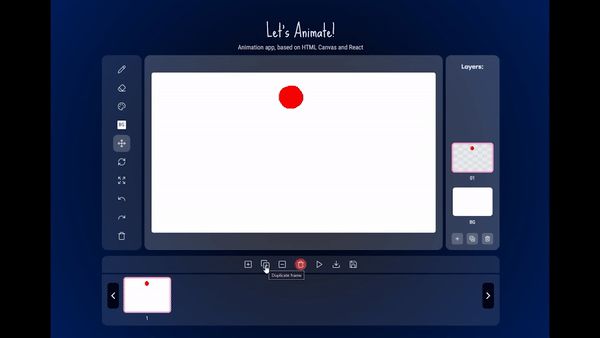 Let's Animate!
Animation app, based on HTML Canvas and React
Layers:
BG
01
BG
Duplicate frame
1